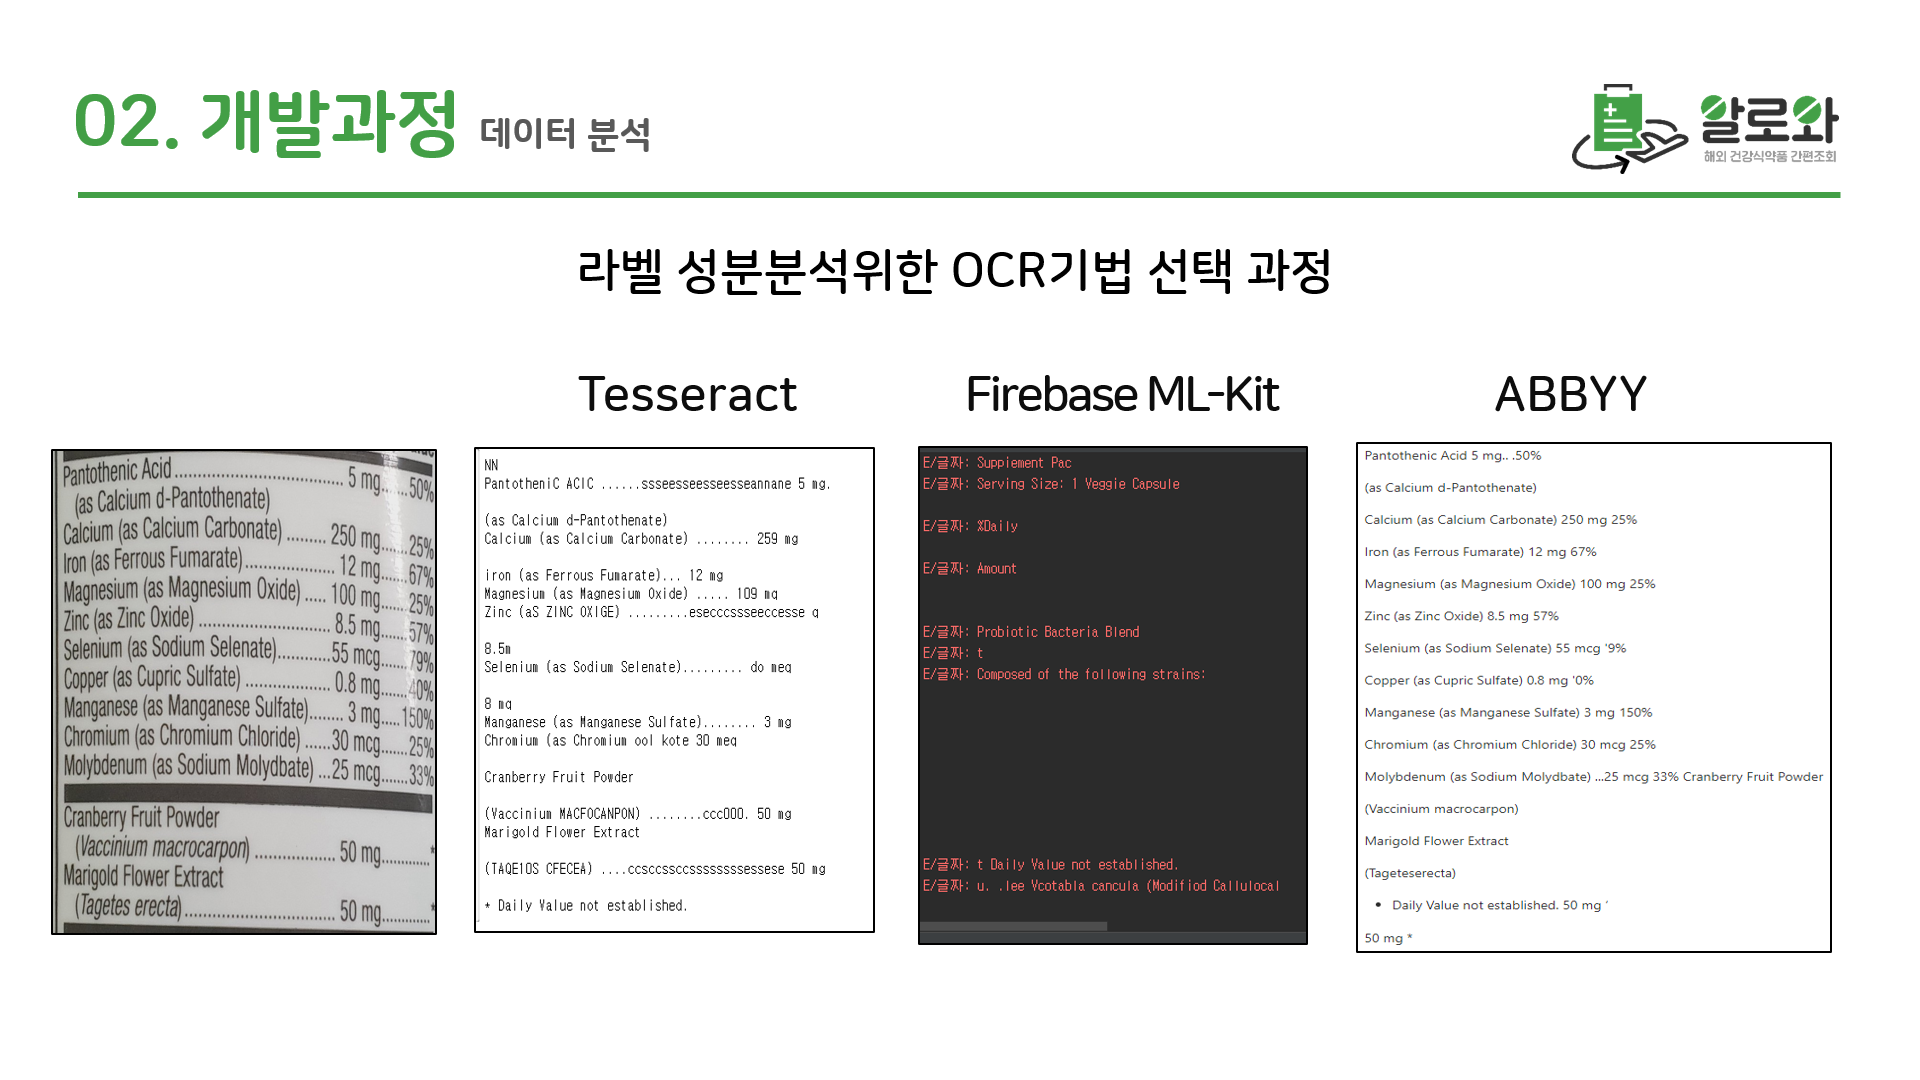 02. 개발과정 데이터 분석
알로와
해외 건강식약품 간편조회
라벨 성분분석위한 OCR기법 선택 과정
Tesseract
Firebase ML-Kit
ABBYY
Pantothenic Acid .......... 5 mg......50%
(as Calcium d-Pantothenate)
Calcium (as Calcium Carbonate) ........ 250 mg......25%
Iron (as Ferrous Fumarate) .......... 12 mg......67%
Magnesium (as Magnesium Oxide) ..... 100 mg......25%
Zinc (as Zinc Oxide) .......... 8.5 mg......57%
Selenium (as Sodium Selenate)..........55 mcg......79%
Copper (as Cupric Sulfate) .......... 0.8 mg......40%
Manganese (as Manganese Sulfate)....... 3 mg.....150%
Chromium (as Chromium Chloride) ......30 mcg......25%
Molybdenum (as Sodium Molydbate) ...25 mcg......33%
Cranberry Fruit Powder
(Vaccinium macrocarpon) .......... 50 mg..........*
Marigold Flower Extract
(Tagetes erecta).......... 50 mg..........*
NN
PantotheniC ACIC ......ssseesseesseesseannane 5 mg.
(as Calcium d-Pantothenate)
Calcium (as Calcium Carbonate) ........ 259 mg
iron (as Ferrous Fumarate)... 12 mg
Magnesium (as Magnesium Oxide) ..... 109 mq
Zinc (aS ZINC OXIGE) .........esecccssseeccesse g
8.5m
Selenium (as Sodium Selenate)......... do meg
8 mq
Manganese (as Manganese Sulfate)........ 3 mg
Chromium (as Chromium ool kote 30 meg
Cranberry Fruit Powder
(Vaccinium MACFOCANPON) ........ccc000. 50 mg
Marigold Flower Extract
(TAQE1OS CFECEA) ....ccsccssccsssssssssessese 50 mg
* Daily Value not established.
E/글짜: Suppiement Pac
E/글짜: Serving Size: 1 Veggie Capsule
E/글짜: %Daily
E/글짜: Amount
E/글짜: Probiotic Bacteria Blend
E/글짜: t
E/글짜: Composed of the following strains:
E/글짜: t Daily Value not established.
E/글짜: u. .lee Vcotabla cancula (Modifiod Callulocal
Pantothenic Acid 5 mg.. .50%
(as Calcium d-Pantothenate)
Calcium (as Calcium Carbonate) 250 mg 25%
Iron (as Ferrous Fumarate) 12 mg 67%
Magnesium (as Magnesium Oxide) 100 mg 25%
Zinc (as Zinc Oxide) 8.5 mg 57%
Selenium (as Sodium Selenate) 55 mcg '9%
Copper (as Cupric Sulfate) 0.8 mg '0%
Manganese (as Manganese Sulfate) 3 mg 150%
Chromium (as Chromium Chloride) 30 mcg 25%
Molybdenum (as Sodium Molydbate) ...25 mcg 33% Cranberry Fruit Powder
(Vaccinium macrocarpon)
Marigold Flower Extract
(Tageteserecta)
• Daily Value not established. 50 mg '
50 mg *